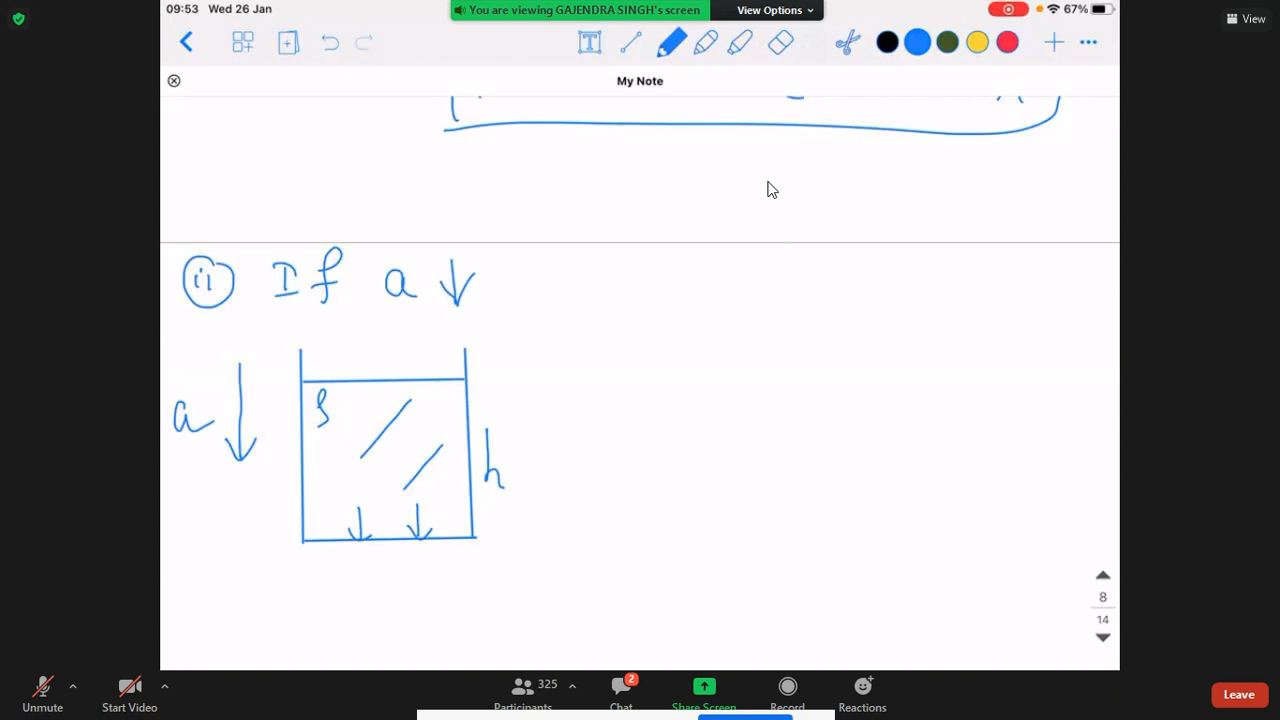 09:53 Wed 26 Jan
You are viewing GAJENDRA SINGH's screen
View Options
67%
View
My Note
(ii) If a ↓
a
ρ
h
8
14
Unmute
Start Video
Participants
325
Chat
2
Share Screen
Record
Reactions
Leave